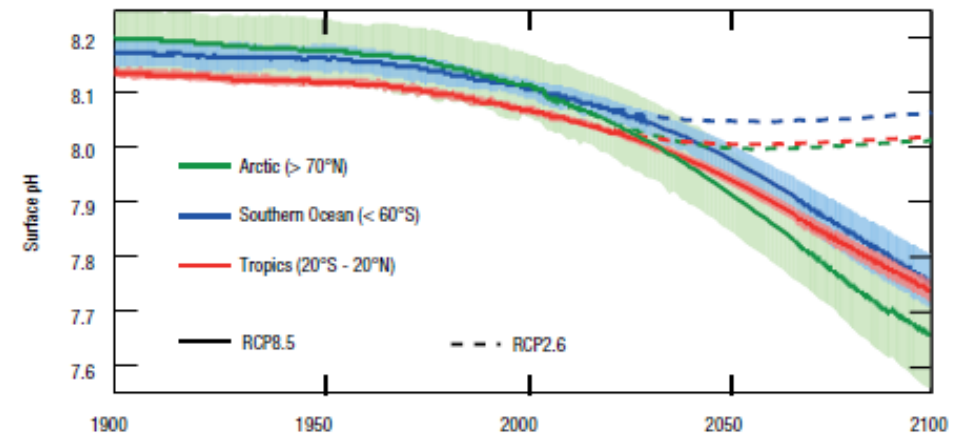 Surface pH
8.2
8.1
8.0
7.9
7.8
7.7
7.6
Arctic (> 70°N)
Southern Ocean (< 60°S)
Tropics (20°S - 20°N)
RCP8.5 RCP2.6
1900 1950 2000 2050 2100